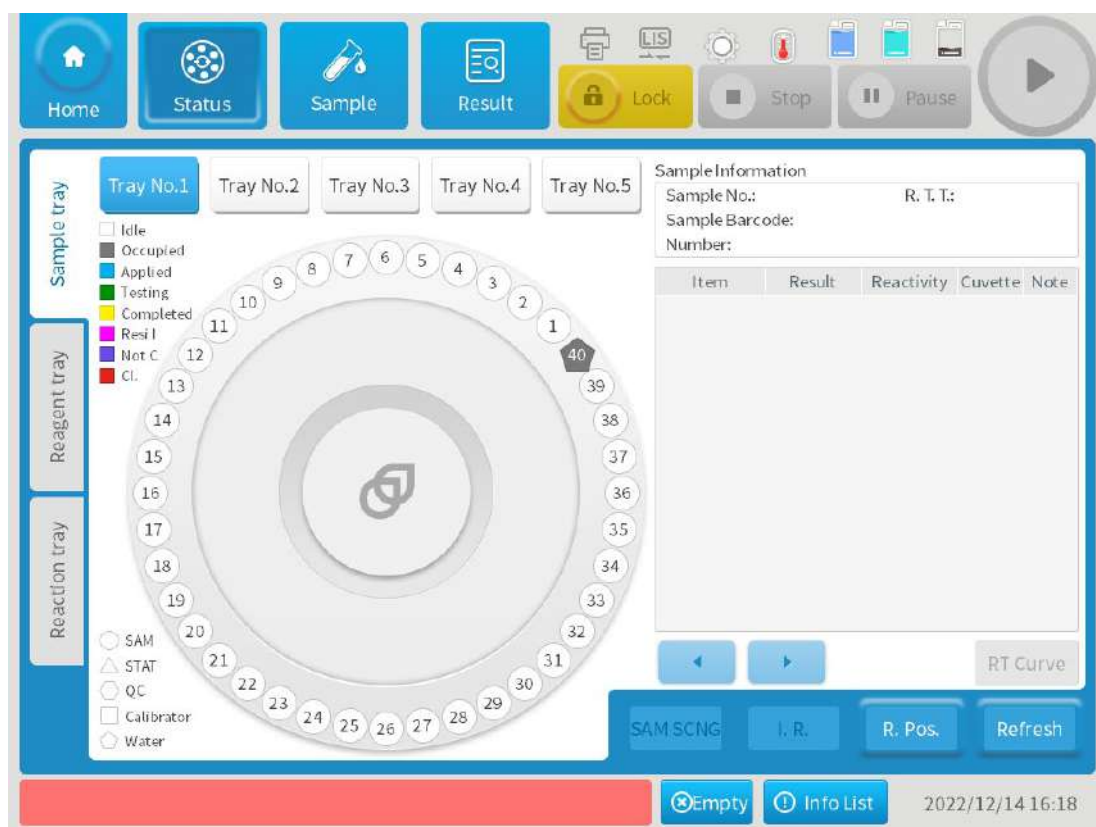 LIS
Home
Status
Sample
Result
Lock
Stop
Pause
Sample tray
Reagent tray
Reaction tray
Tray No.1
Tray No.2
Tray No.3
Tray No.4
Tray No.5
Idle
Occupied
Applied
Testing
Completed
Resi l
Not C
Cl.
1
2
3
4
5
6
7
8
9
10
11
12
13
14
15
16
17
18
19
20
21
22
23
24
25
26
27
28
29
30
31
32
33
34
35
36
37
38
39
40
SAM
STAT
QC
Calibrator
Water
Sample Information
Sample No.: R. T. T.:
Sample Barcode:
Number:
Item Result Reactivity Cuvette Note
RT Curve
SAM SCNG
I. R.
R. Pos.
Refresh
Empty
Info List
2022/12/14 16:18